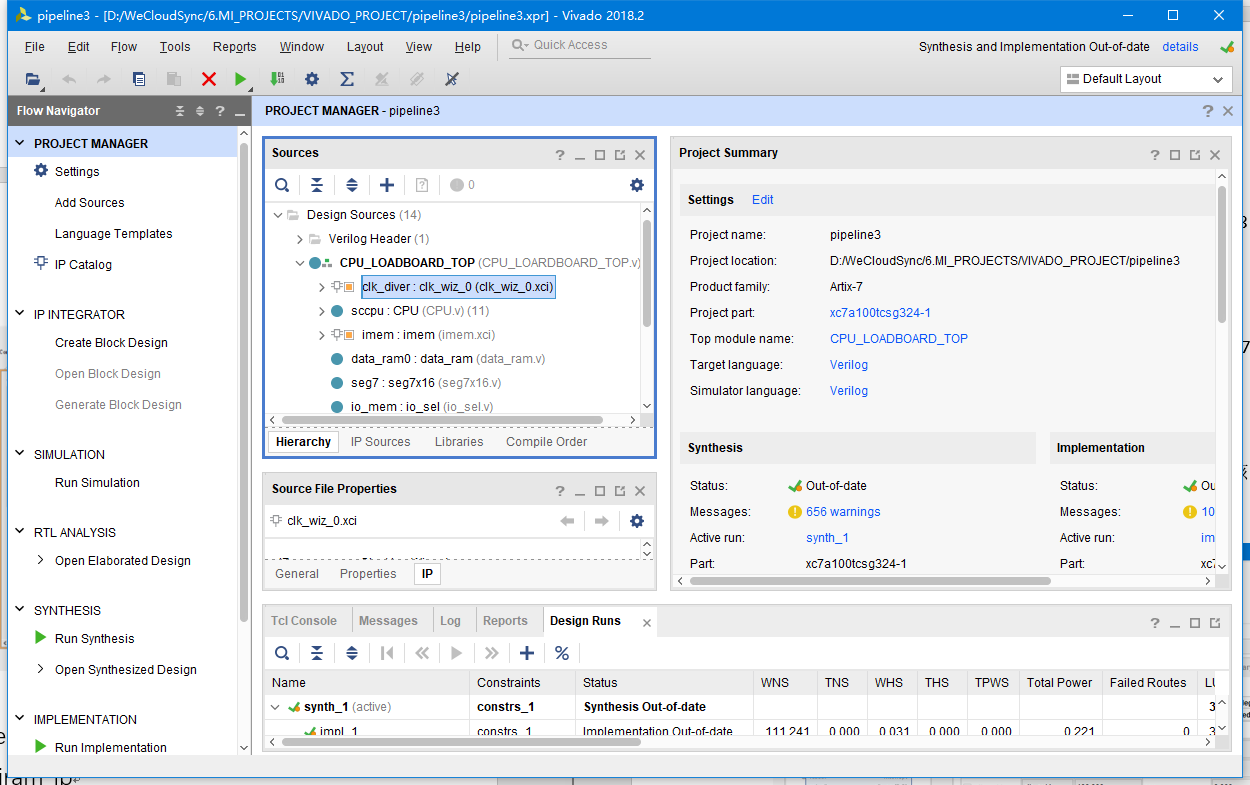 pipeline3 - [D:/WeCloudSync/6.MI_PROJECTS/VIVADO_PROJECT/pipeline3/pipeline3.xpr] - Vivado 2018.2
File Edit Flow Tools Reports Window Layout View Help Quick Access Synthesis and Implementation Out-of-date details
Default Layout
Flow Navigator
PROJECT MANAGER - pipeline3
PROJECT MANAGER
Settings
Add Sources
Language Templates
IP Catalog
IP INTEGRATOR
Create Block Design
Open Block Design
Generate Block Design
SIMULATION
Run Simulation
RTL ANALYSIS
Open Elaborated Design
SYNTHESIS
Run Synthesis
Open Synthesized Design
IMPLEMENTATION
Run Implementation
Sources
0
Design Sources (14)
Verilog Header (1)
CPU_LOADBOARD_TOP (CPU_LOARDBOARD_TOP.v)
clk_diver : clk_wiz_0 (clk_wiz_0.xci)
sccpu : CPU (CPU.v) (11)
imem : imem (imem.xci)
data_ram0 : data_ram (data_ram.v)
seg7 : seg7x16 (seg7x16.v)
io_mem : io_sel (io_sel.v)
Hierarchy IP Sources Libraries Compile Order
Source File Properties
clk_wiz_0.xci
General Properties IP
Project Summary
Settings Edit
Project name: pipeline3
Project location: D:/WeCloudSync/6.MI_PROJECTS/VIVADO_PROJECT/pipeline3
Product family: Artix-7
Project part: xc7a100tcsg324-1
Top module name: CPU_LOADBOARD_TOP
Target language: Verilog
Simulator language: Verilog
Synthesis Implementation
Status: Out-of-date Status: Ou
Messages: 656 warnings Messages: 10
Active run: synth_1 Active run: im
Part: xc7a100tcsg324-1 Part: xc7
Tcl Console Messages Log Reports Design Runs
Name Constraints Status WNS TNS WHS THS TPWS Total Power Failed Routes LU
synth_1 (active) constrs_1 Synthesis Out-of-date 3
impl_1 constrs_1 Implementation Out-of-date 111.241 0.000 0.031 0.000 0.000 0.221 0 3